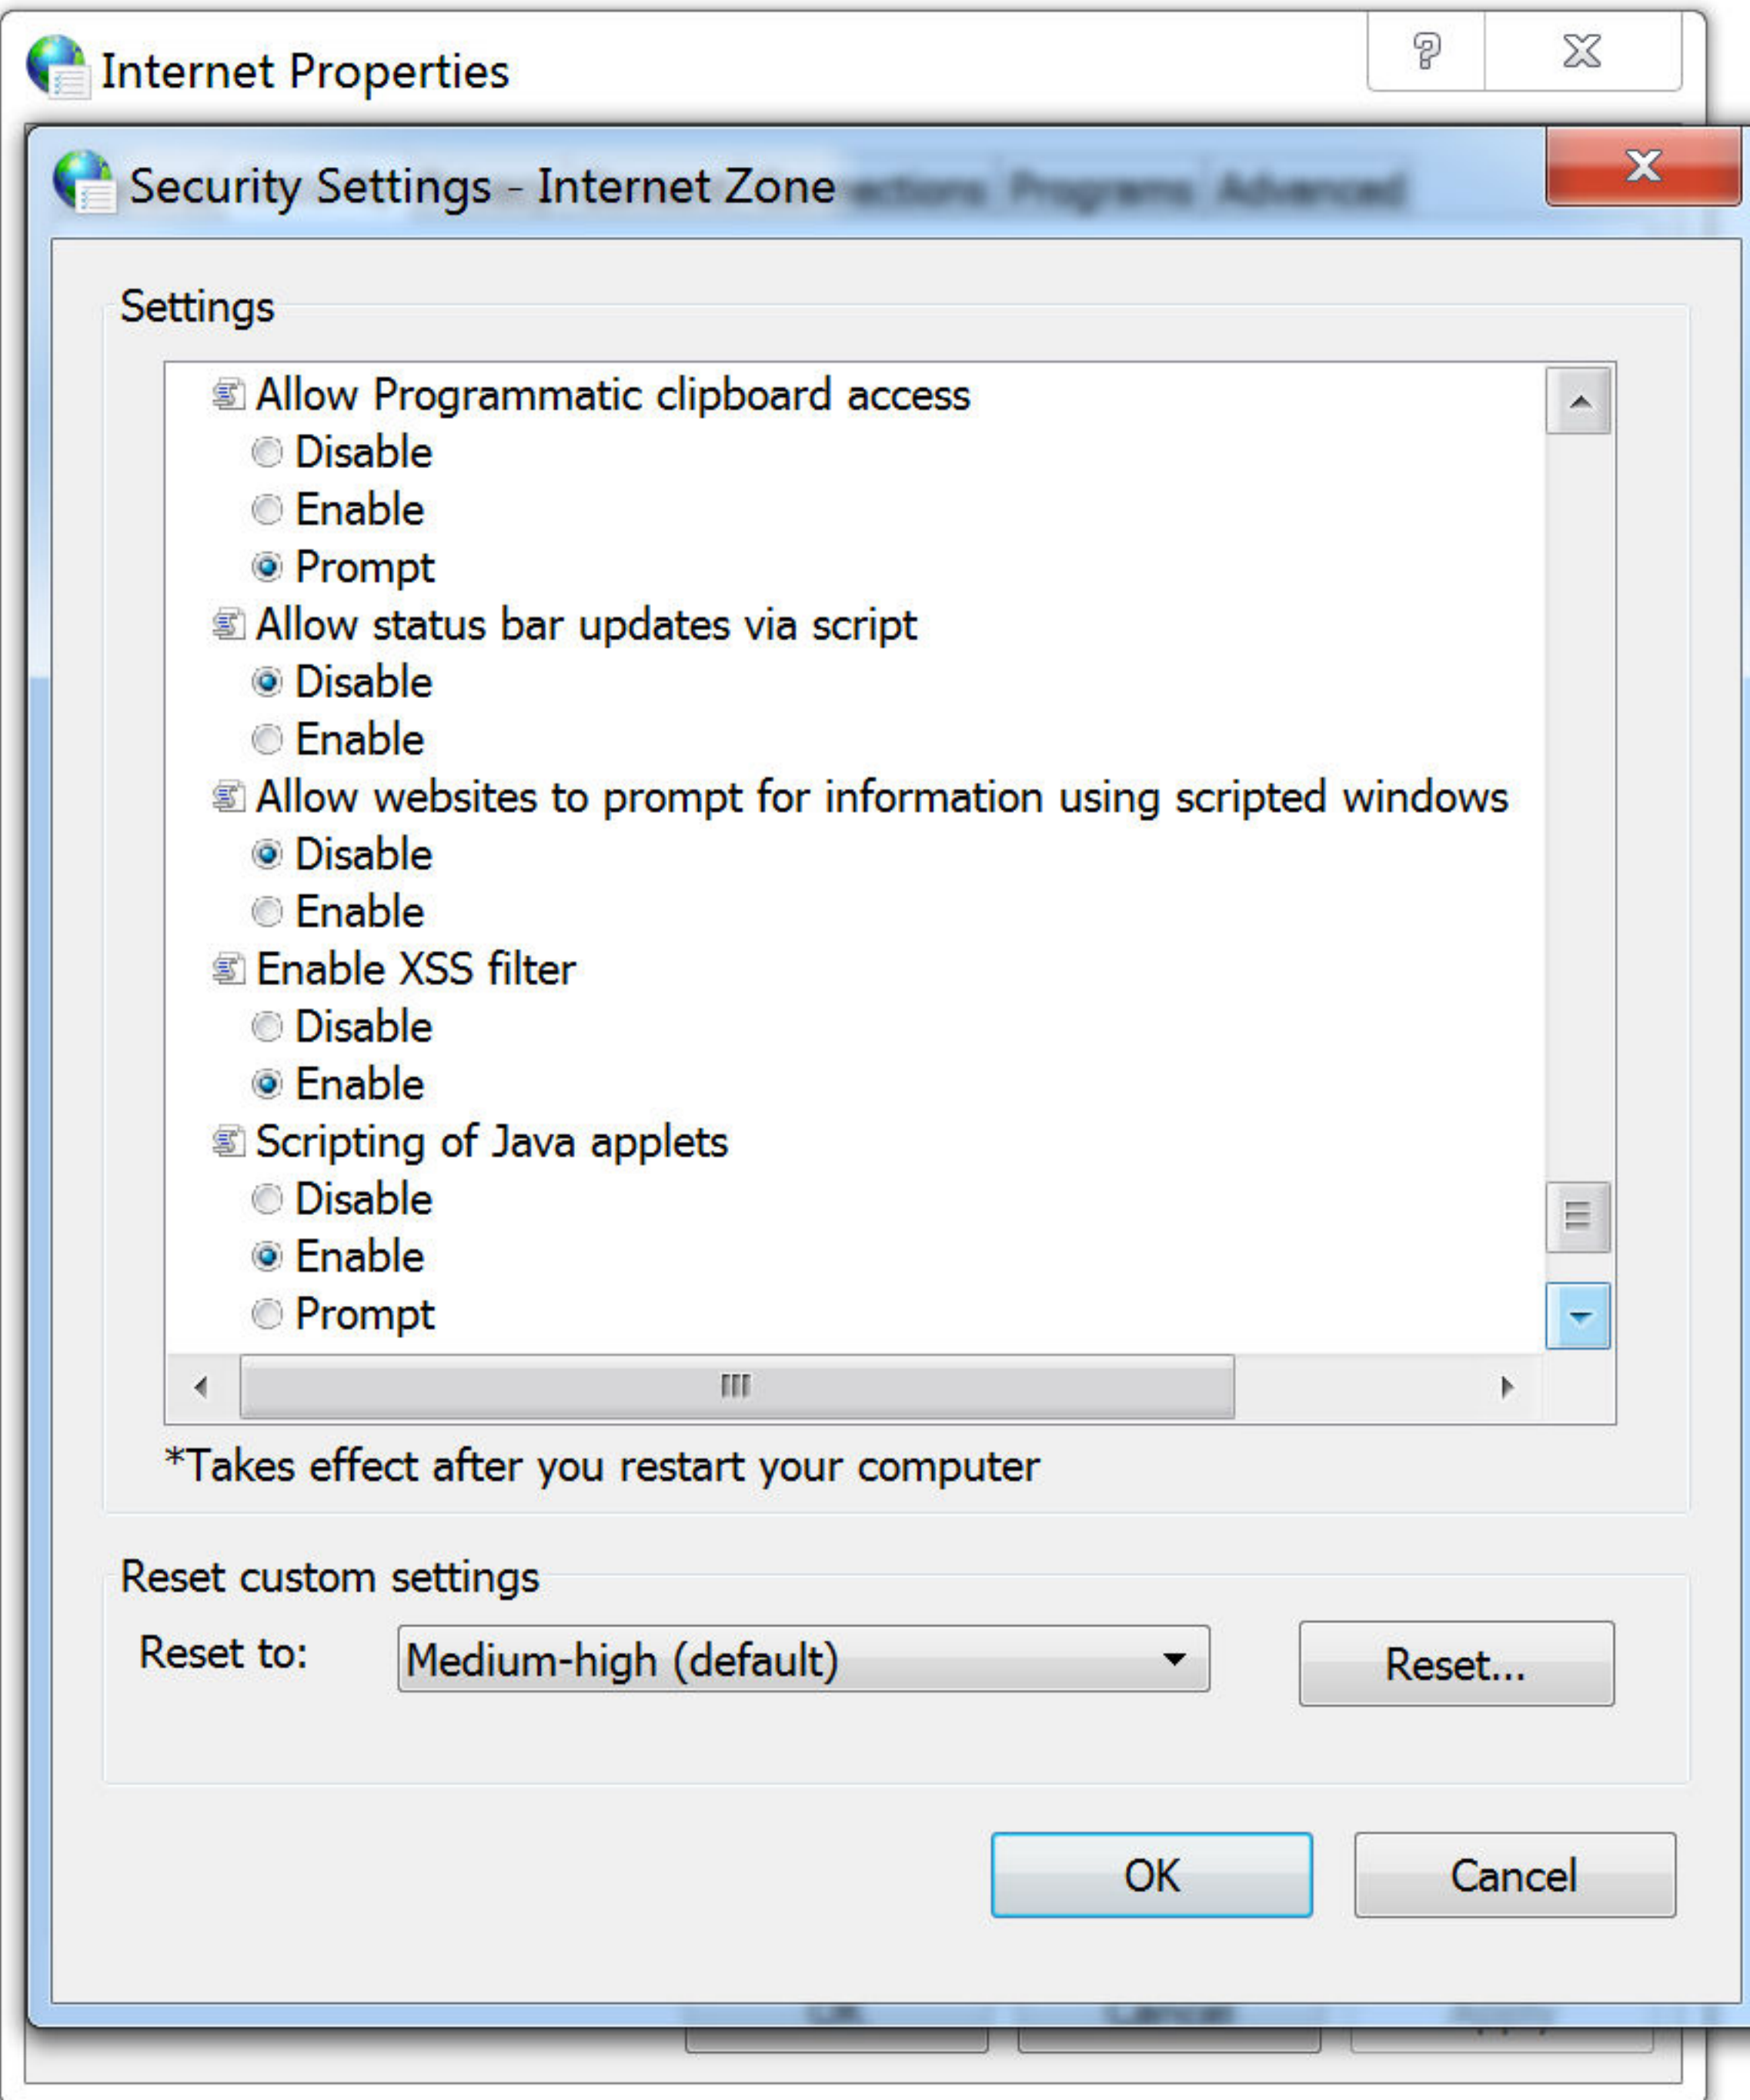 Internet Properties
Security Settings - Internet Zone
Programs Advanced
Settings
Allow Programmatic clipboard access
Disable
Enable
Prompt
Allow status bar updates via script
Disable
Enable
Allow websites to prompt for information using scripted windows
Disable
Enable
Enable XSS filter
Disable
Enable
Scripting of Java applets
Disable
Enable
Prompt
*Takes effect after you restart your computer
Reset custom settings
Reset to:
Medium-high (default)
Reset...
OK
Cancel